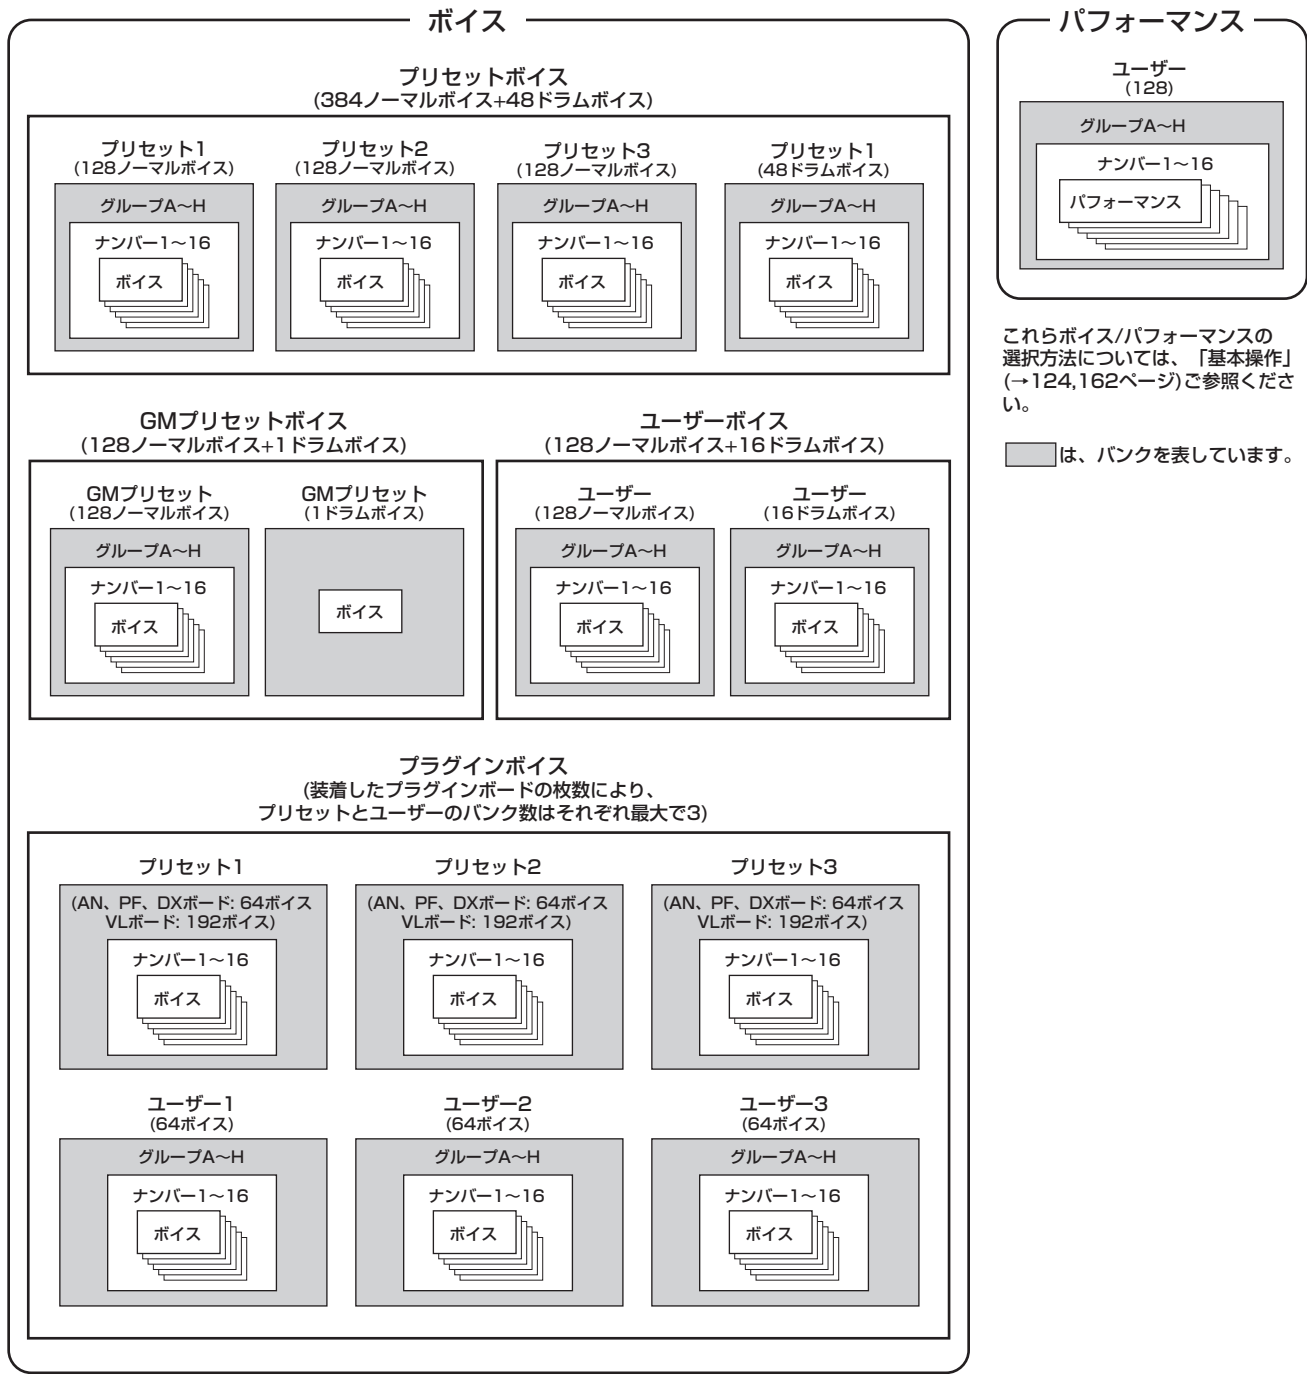 ボイス
プリセットボイス
(384ノーマルボイス+48ドラムボイス)
プリセット1
(128ノーマルボイス)
グループA〜H
ナンバー1〜16
ボイス
プリセット2
(128ノーマルボイス)
グループA〜H
ナンバー1〜16
ボイス
プリセット3
(128ノーマルボイス)
グループA〜H
ナンバー1〜16
ボイス
プリセット1
(48ドラムボイス)
グループA〜H
ナンバー1〜16
ボイス
GMプリセットボイス
(128ノーマルボイス+1ドラムボイス)
GMプリセット
(128ノーマルボイス)
グループA〜H
ナンバー1〜16
ボイス
GMプリセット
(1ドラムボイス)
ボイス
ユーザーボイス
(128ノーマルボイス+16ドラムボイス)
ユーザー
(128ノーマルボイス)
グループA〜H
ナンバー1〜16
ボイス
ユーザー
(16ドラムボイス)
グループA〜H
ナンバー1〜16
ボイス
プラグインボイス
(装着したプラグインボードの枚数により、
プリセットとユーザーのバンク数はそれぞれ最大で3)
プリセット1
(AN、PF、DXボード: 64ボイス
VLボード: 192ボイス)
ナンバー1〜16
ボイス
プリセット2
(AN、PF、DXボード: 64ボイス
VLボード: 192ボイス)
ナンバー1〜16
ボイス
プリセット3
(AN、PF、DXボード: 64ボイス
VLボード: 192ボイス)
ナンバー1〜16
ボイス
ユーザー1
(64ボイス)
グループA〜H
ナンバー1〜16
ボイス
ユーザー2
(64ボイス)
グループA〜H
ナンバー1〜16
ボイス
ユーザー3
(64ボイス)
グループA〜H
ナンバー1〜16
ボイス
パフォーマンス
ユーザー
(128)
グループA〜H
ナンバー1〜16
パフォーマンス
これらボイス/パフォーマンスの
選択方法については、「基本操作」
(→124,162ページ)ご参照くださ
い。
は、バンクを表しています。